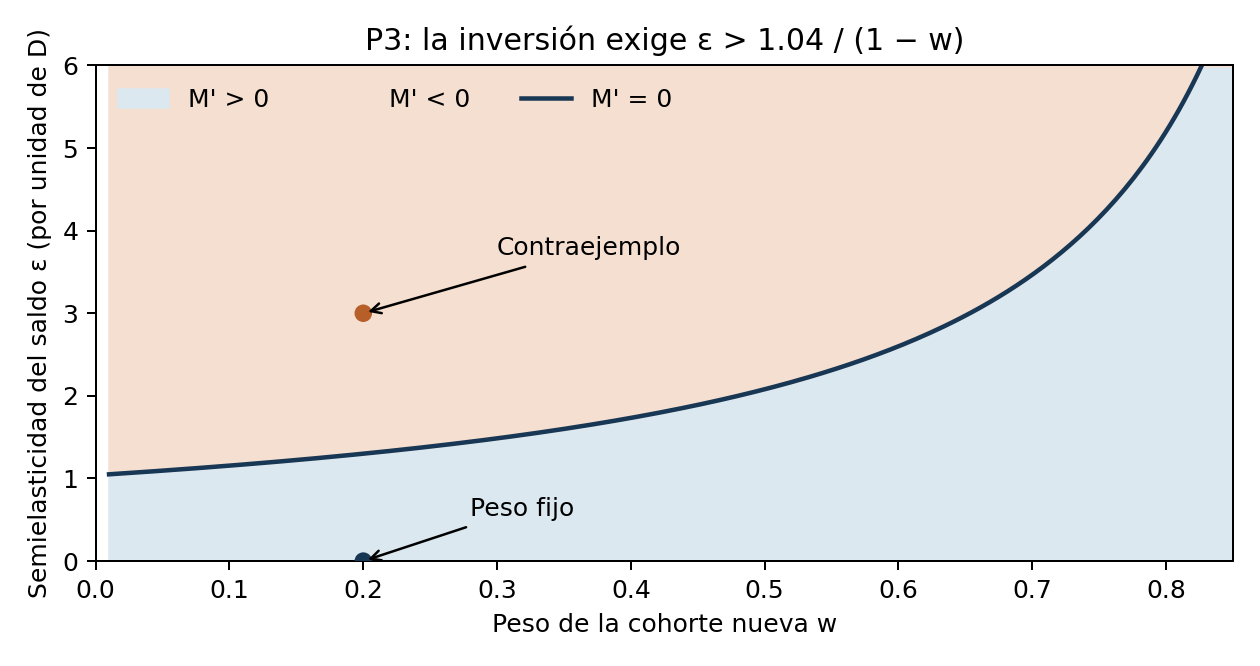 P3: la inversión exige ε > 1.04 / (1 − w)
Semielasticidad del saldo ε (por unidad de D)
6
5
4
3
2
1
0
M' > 0
M' < 0
M' = 0
Contraejemplo
Peso fijo
0.0
0.1
0.2
0.3
0.4
0.5
0.6
0.7
0.8
Peso de la cohorte nueva w